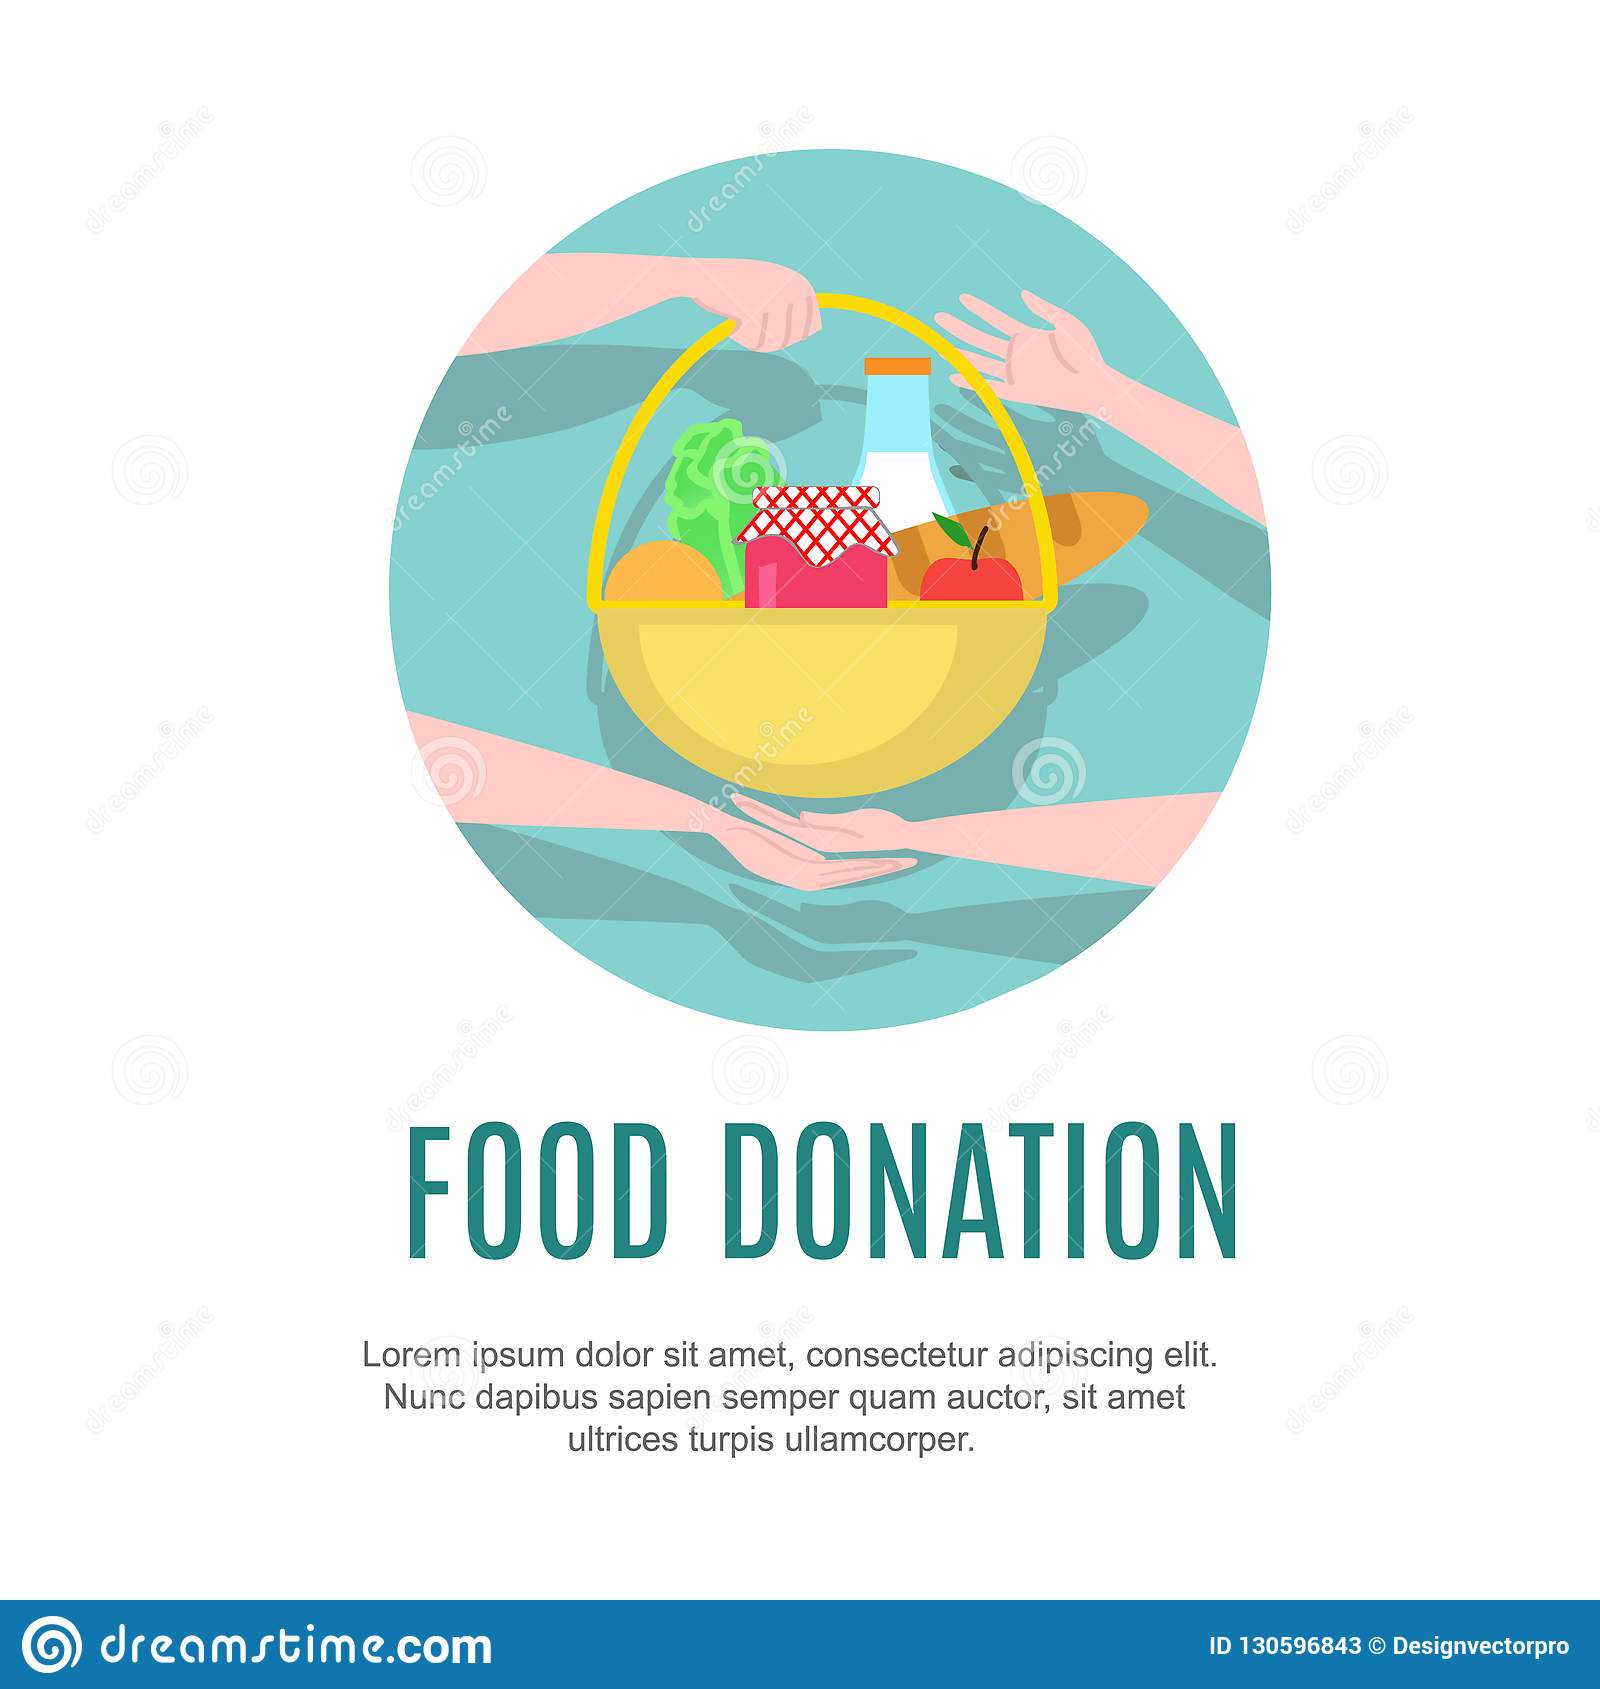 FOOD DONATION
Lorem ipsum dolor sit amet, consectetur adipiscing elit.
Nunc dapibus sapien semper quam auctor, sit amet
ultrices turpis ullamcorper.
dreamstime.com
ID 130596843 © Designvectorpro